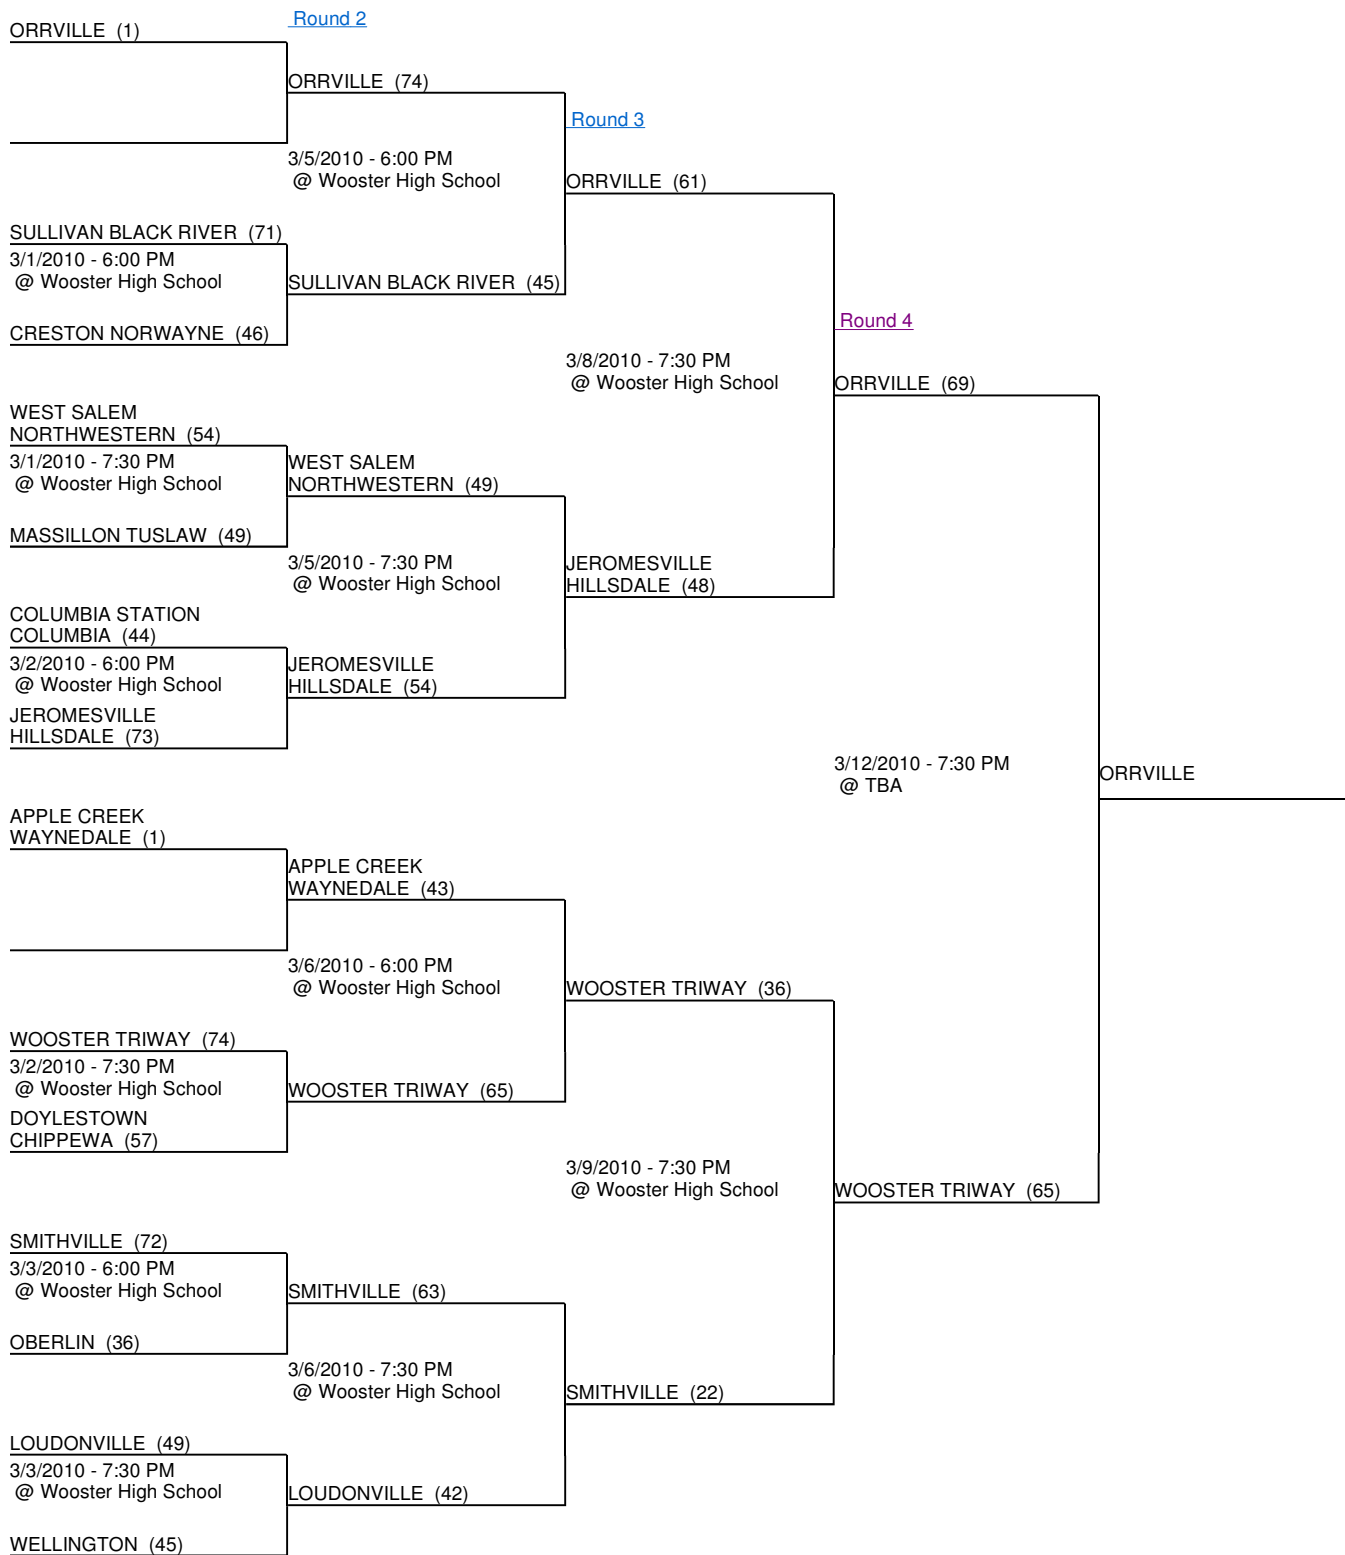 Round 2
ORRVILLE (1)
ORRVILLE (74)
Round 3
3/5/2010 - 6:00 PM
@ Wooster High School
ORRVILLE (61)
SULLIVAN BLACK RIVER (71)
3/1/2010 - 6:00 PM
@ Wooster High School
SULLIVAN BLACK RIVER (45)
CRESTON NORWAYNE (46)
Round 4
3/8/2010 - 7:30 PM
@ Wooster High School
ORRVILLE (69)
WEST SALEM
NORTHWESTERN (54)
3/1/2010 - 7:30 PM
@ Wooster High School
WEST SALEM
NORTHWESTERN (49)
MASSILLON TUSLAW (49)
3/5/2010 - 7:30 PM
@ Wooster High School
JEROMESVILLE
HILLSDALE (48)
COLUMBIA STATION
COLUMBIA (44)
3/2/2010 - 6:00 PM
@ Wooster High School
JEROMESVILLE
HILLSDALE (54)
JEROMESVILLE
HILLSDALE (73)
3/12/2010 - 7:30 PM
@ TBA
ORRVILLE
APPLE CREEK
WAYNEDALE (1)
APPLE CREEK
WAYNEDALE (43)
3/6/2010 - 6:00 PM
@ Wooster High School
WOOSTER TRIWAY (36)
WOOSTER TRIWAY (74)
3/2/2010 - 7:30 PM
@ Wooster High School
WOOSTER TRIWAY (65)
DOYLESTOWN
CHIPPEWA (57)
3/9/2010 - 7:30 PM
@ Wooster High School
WOOSTER TRIWAY (65)
SMITHVILLE (72)
3/3/2010 - 6:00 PM
@ Wooster High School
SMITHVILLE (63)
OBERLIN (36)
3/6/2010 - 7:30 PM
@ Wooster High School
SMITHVILLE (22)
LOUDONVILLE (49)
3/3/2010 - 7:30 PM
@ Wooster High School
LOUDONVILLE (42)
WELLINGTON (45)